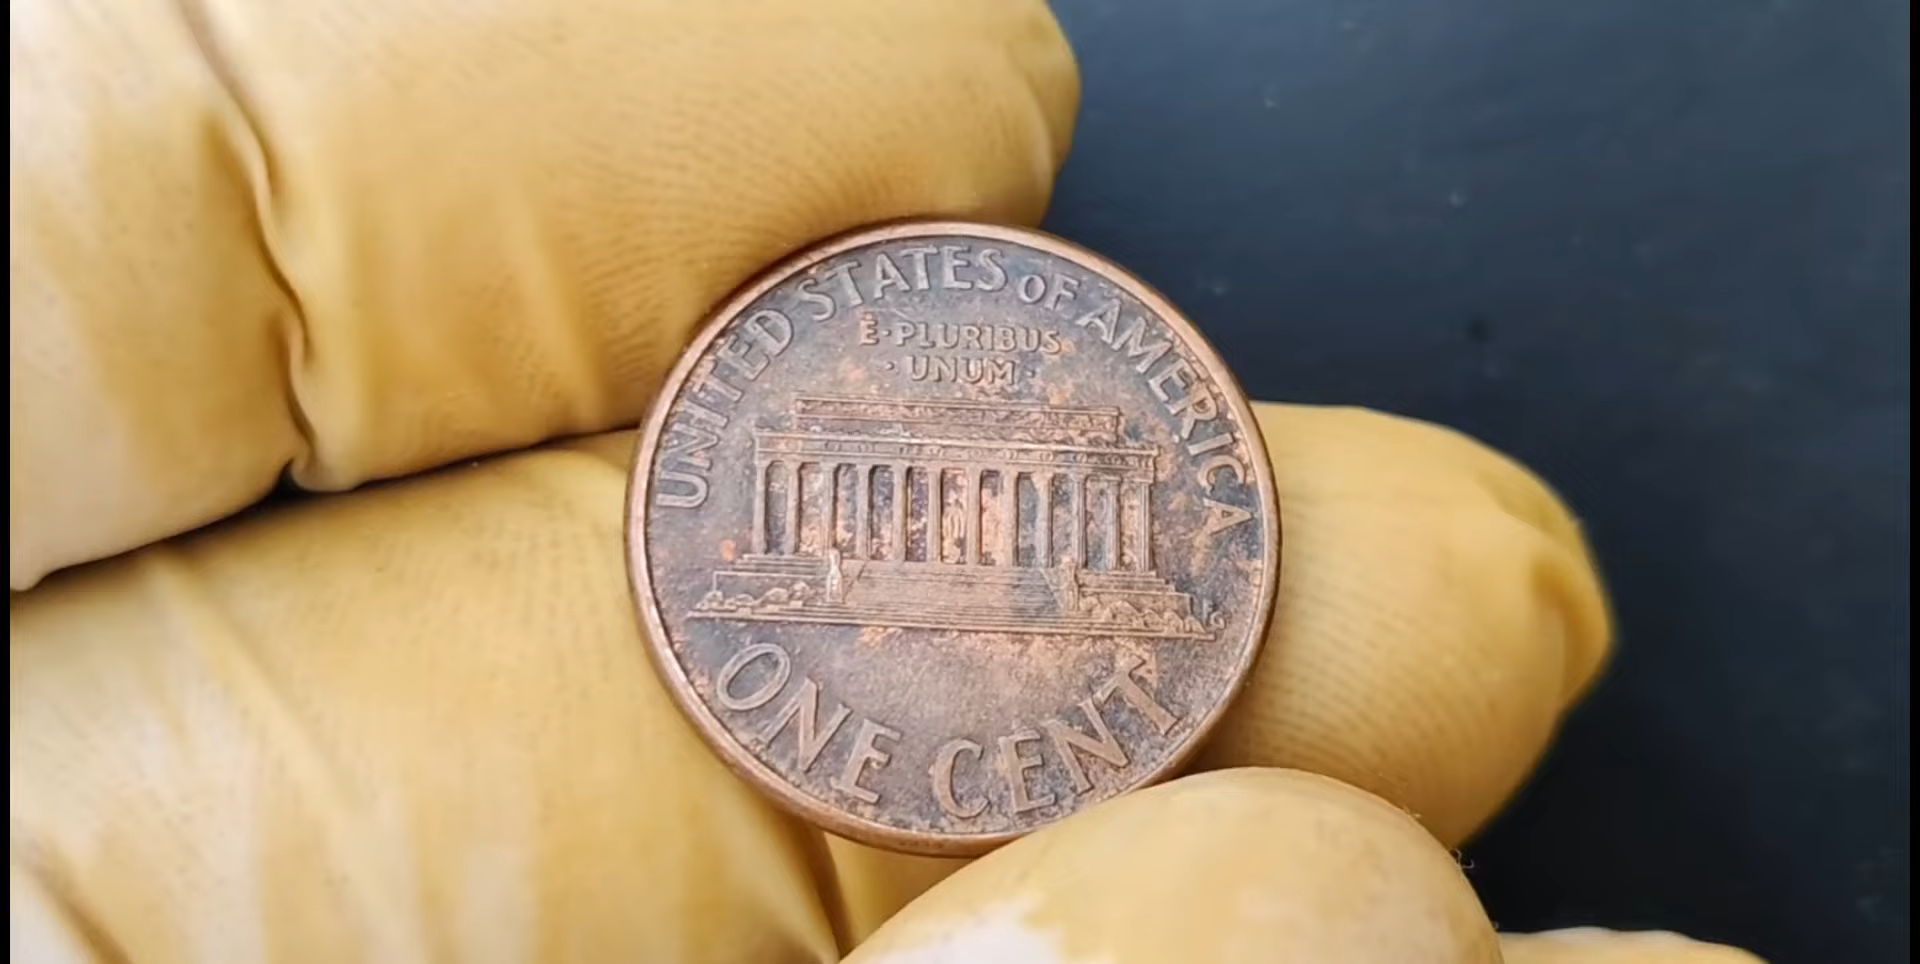 UNITED STATES OF AMERICA
E·PLURIBUS
·UNUM·
ONE CENT